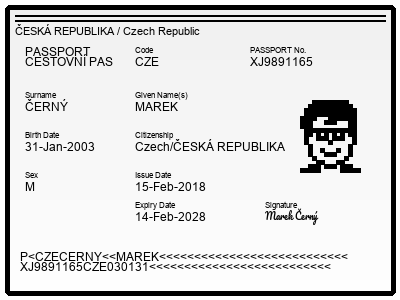 ČESKÁ REPUBLIKA / Czech Republic
PASSPORT Code PASSPORT No.
CESTOVNÍ PAS CZE XJ9891165
Surname Given Name(s)
ČERNÝ MAREK
Birth Date Citizenship
31-Jan-2003 Czech/ČESKÁ REPUBLIKA
Sex Issue Date
M 15-Feb-2018
Expiry Date Signature
14-Feb-2028 Marek Černý
P<CZECERNY<<MAREK<<<<<<<<<<<<<<<<<<<<<<<<<<<
XJ9891165CZE030131<<<<<<<<<<<<<<<<<<<<<<<<<<